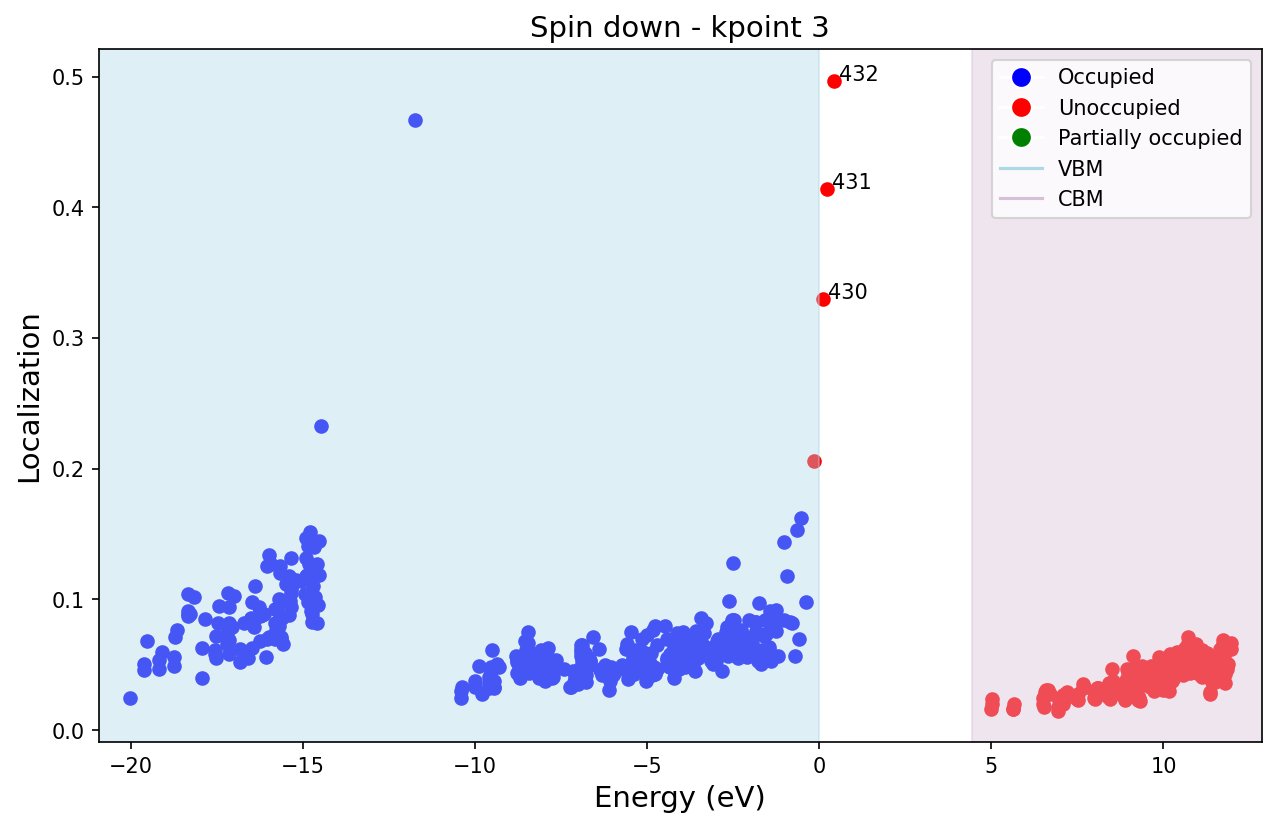 Spin down - kpoint 3
Localization
0.5
0.4
0.3
0.2
0.1
0.0
432
431
430
Occupied
Unoccupied
Partially occupied
VBM
CBM
−20
−15
−10
−5
0
5
10
Energy (eV)